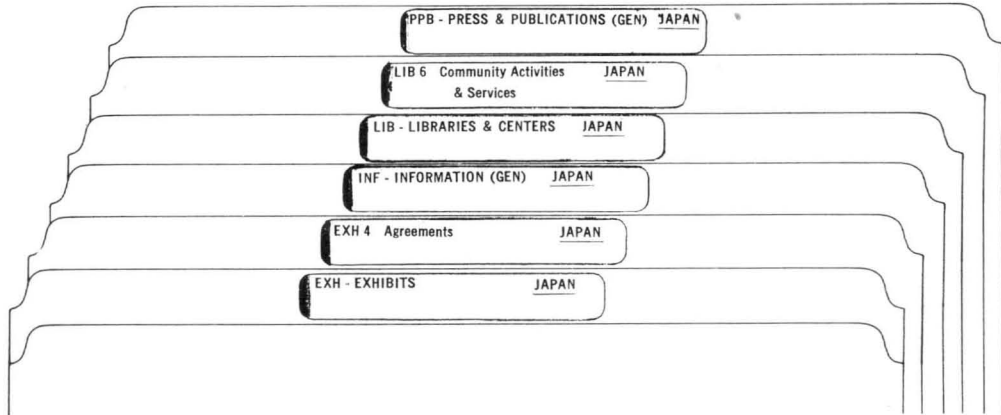 PPB - PRESS & PUBLICATIONS (GEN) JAPAN
LIB 6 Community Activities JAPAN
& Services
LIB - LIBRARIES & CENTERS JAPAN
INF - INFORMATION (GEN) JAPAN
EXH 4 Agreements JAPAN
EXH - EXHIBITS JAPAN